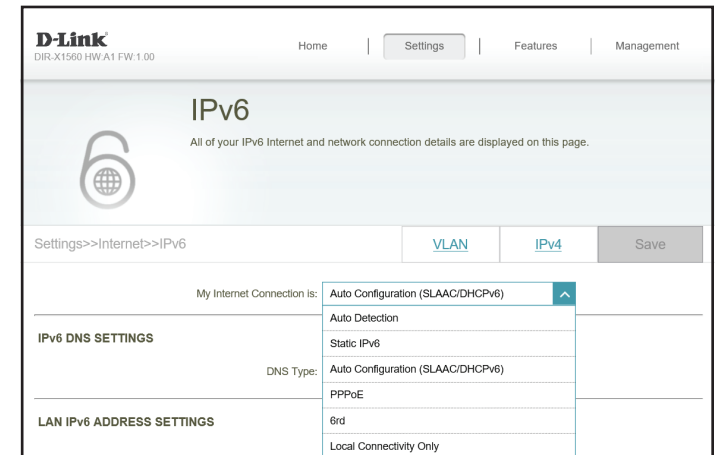 D-Link
DIR-X1560 HW:A1 FW:1.00
Home
Settings
Features
Management
IPv6
All of your IPv6 Internet and network connection details are displayed on this page.
Settings>>Internet>>IPv6
VLAN
IPv4
Save
My Internet Connection is:
Auto Configuration (SLAAC/DHCPv6)
Auto Detection
IPv6 DNS SETTINGS
Static IPv6
DNS Type:
Auto Configuration (SLAAC/DHCPv6)
PPPoE
LAN IPv6 ADDRESS SETTINGS
6rd
Local Connectivity Only